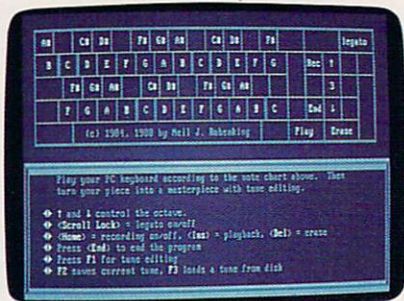 A# C# D# F# G# A# C# D# F# legato
B C D E F G A B C D E F G Rec ↑
F# G# A# C# D# F# G# A# 3
F G A B C D E F G A B C End ↓
(c) 1984, 1988 by Neil J. Rubenking Play Erase
Play your PC keyboard according to the note chart above. Then
turn your piece into a masterpiece with tune editing.
↑ and ↓ control the octave.
<Scroll Lock> = legato on/off
<Home> = recording on/off, <Ins> = playback, <Del> = erase
Press <End> to end the program
Press F1 for tune editing
F2 saves current tune, F3 loads a tune from disk